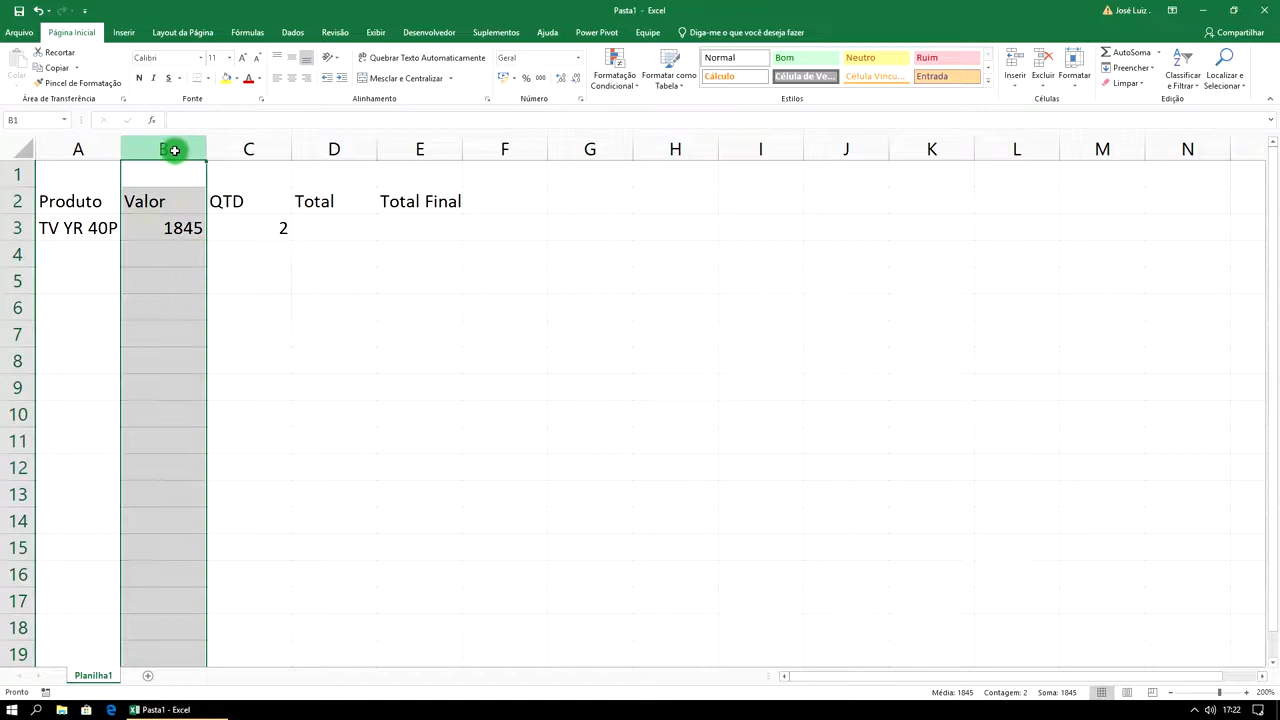 Pasta1 - Excel
José Luiz .
Arquivo Página Inicial Inserir Layout da Página Fórmulas Dados Revisão Exibir Desenvolvedor Suplementos Ajuda Power Pivot Equipe Diga-me o que você deseja fazer Compartilhar
Recortar
Copiar
Pincel de Formatação
Área de Transferência
Calibri 11
N I S
Fonte
Quebrar Texto Automaticamente
Mesclar e Centralizar
Alinhamento
Geral
% 000
Número
Formatação Condicional
Formatar como Tabela
Normal Bom Neutro Ruim
Cálculo Célula de Ve... Célula Vincu... Entrada
Estilos
Inserir Excluir Formatar
Células
AutoSoma
Preencher
Limpar
Classificar e Filtrar
Localizar e Selecionar
Edição
B1 fx
A B C D E F G H I J K L M N
1
2 Produto Valor QTD Total Total Final
3 TV YR 40P 1845 2
4
5
6
7
8
9
10
11
12
13
14
15
16
17
18
19
Planilha1
Pronto Média: 1845 Contagem: 2 Soma: 1845 200%
Pasta1 - Excel 17:22